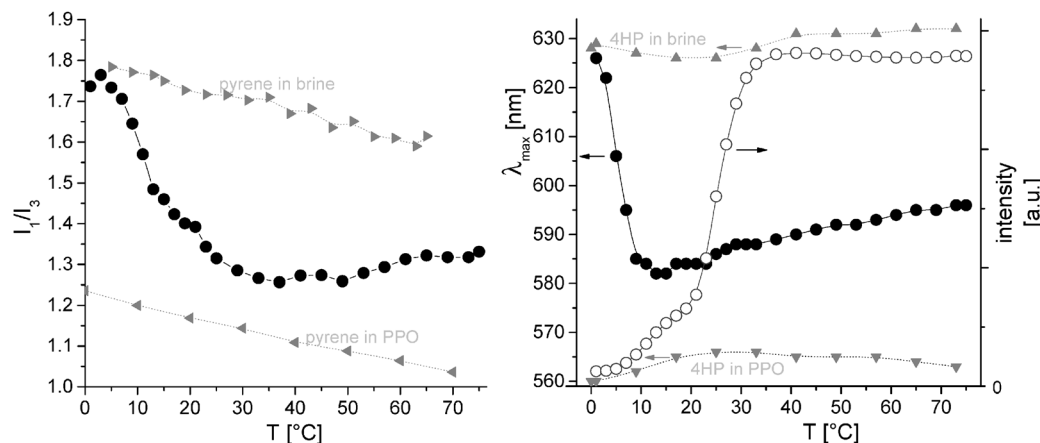 1.9
1.8
1.7
1.6
1.5
1.4
1.3
1.2
1.1
1.0
I1/I3
pyrene in brine
pyrene in PPO
0 10 20 30 40 50 60 70
T [°C]
630
620
610
600
590
580
570
560
λmax [nm]
4HP in brine
4HP in PPO
0 10 20 30 40 50 60 70
T [°C]
0
intensity
[a.u.]